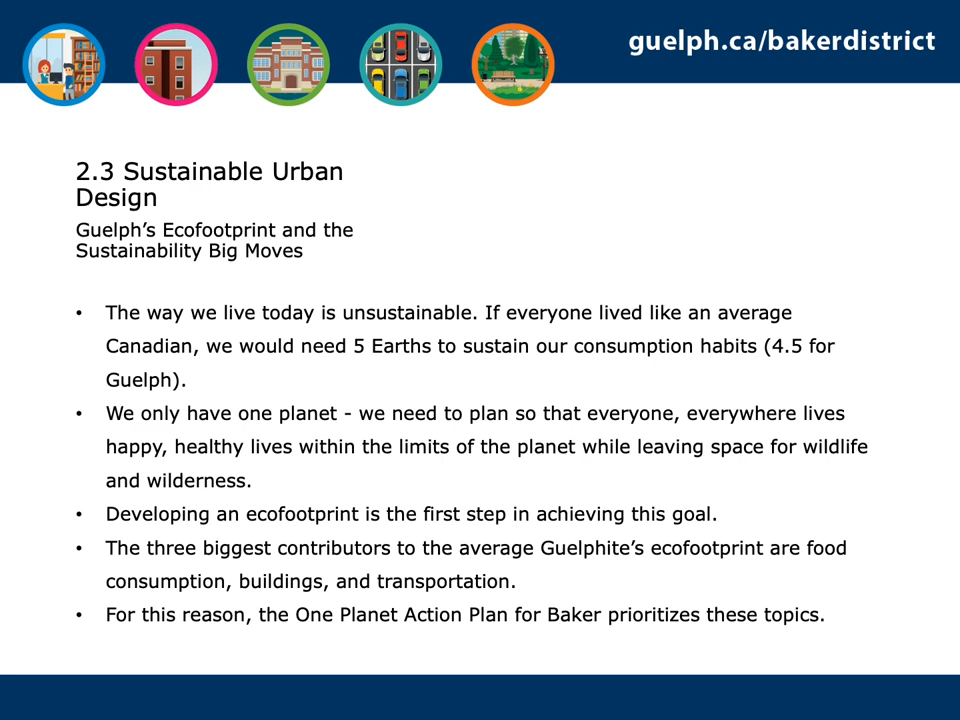 guelph.ca/bakerdistrict
2.3 Sustainable Urban
Design
Guelph’s Ecofootprint and the
Sustainability Big Moves
• The way we live today is unsustainable. If everyone lived like an average
Canadian, we would need 5 Earths to sustain our consumption habits (4.5 for
Guelph).
• We only have one planet - we need to plan so that everyone, everywhere lives
happy, healthy lives within the limits of the planet while leaving space for wildlife
and wilderness.
• Developing an ecofootprint is the first step in achieving this goal.
• The three biggest contributors to the average Guelphite’s ecofootprint are food
consumption, buildings, and transportation.
• For this reason, the One Planet Action Plan for Baker prioritizes these topics.